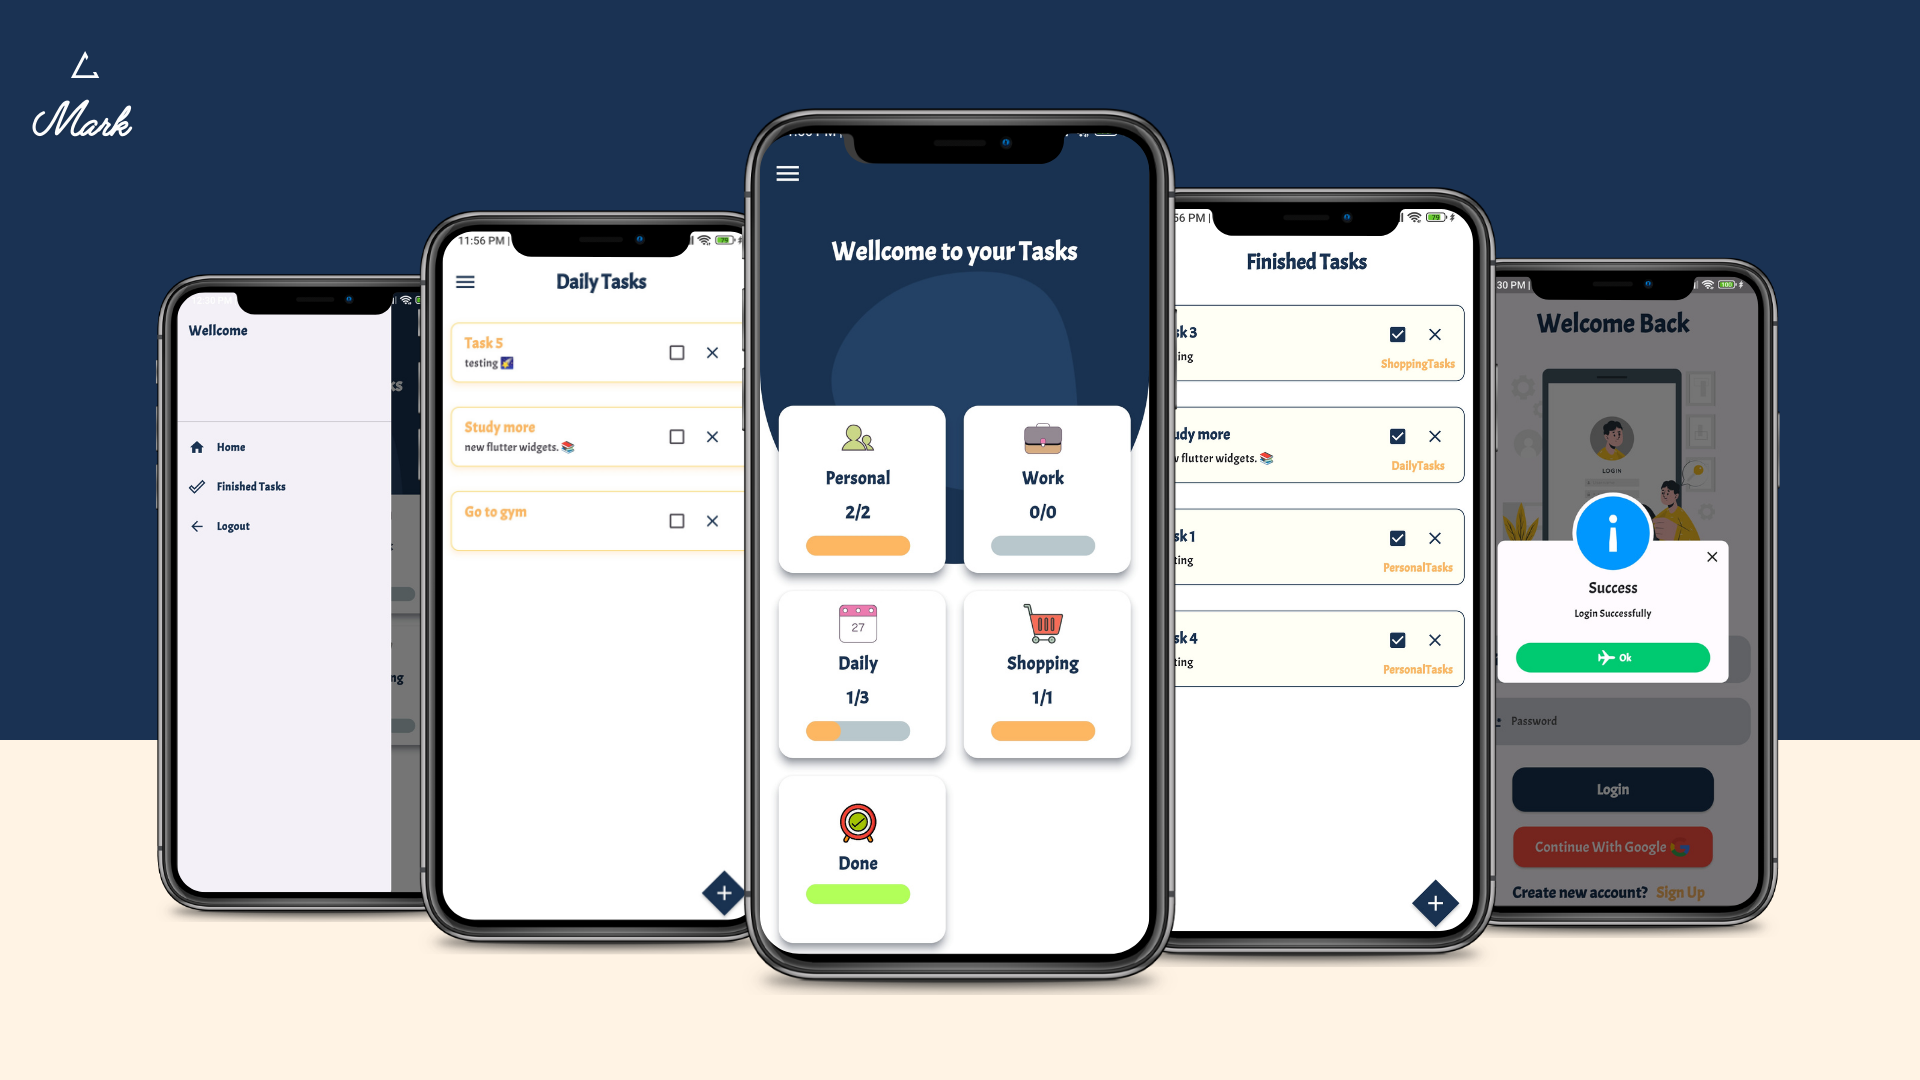 Mark
Wellcome
Home
Finished Tasks
Logout
11:56 PM |
Daily Tasks
Task 5
testing
Study more
new flutter widgets.
Go to gym
Wellcome to your Tasks
Personal
2/2
Work
0/0
27
Daily
1/3
Shopping
1/1
Done
56 PM |
79
Finished Tasks
sk 3
ing
ShoppingTasks
udy more
flutter widgets.
DailyTasks
sk 1
ting
PersonalTasks
sk 4
ting
PersonalTasks
30 PM |
100
Welcome Back
LOGIN
Success
Login Successfully
Ok
Password
Login
Continue With Google
Create new account? Sign Up